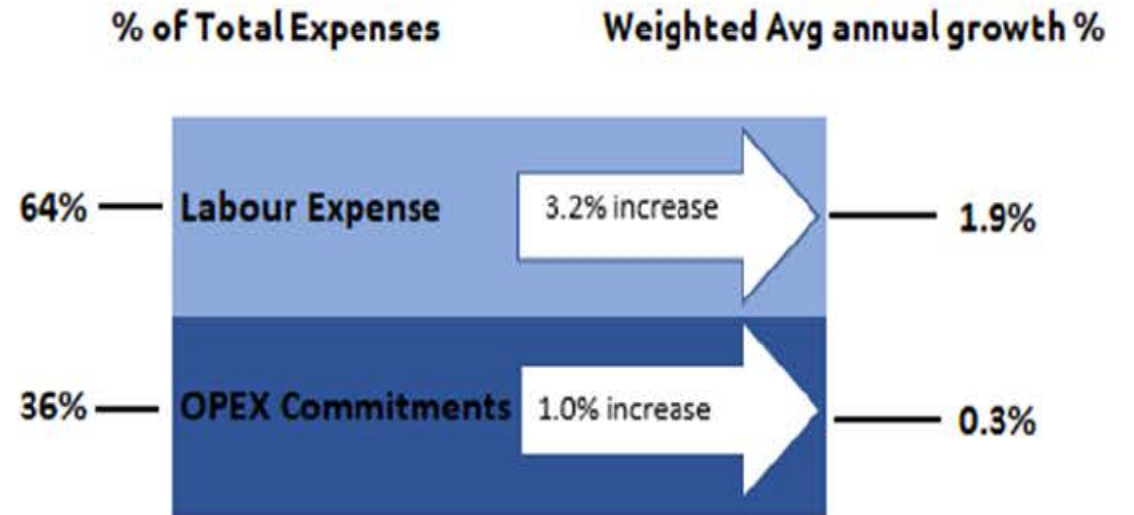 % of Total Expenses Weighted Avg annual growth %
64% Labour Expense 3.2% increase 1.9%
36% OPEX Commitments 1.0% increase 0.3%